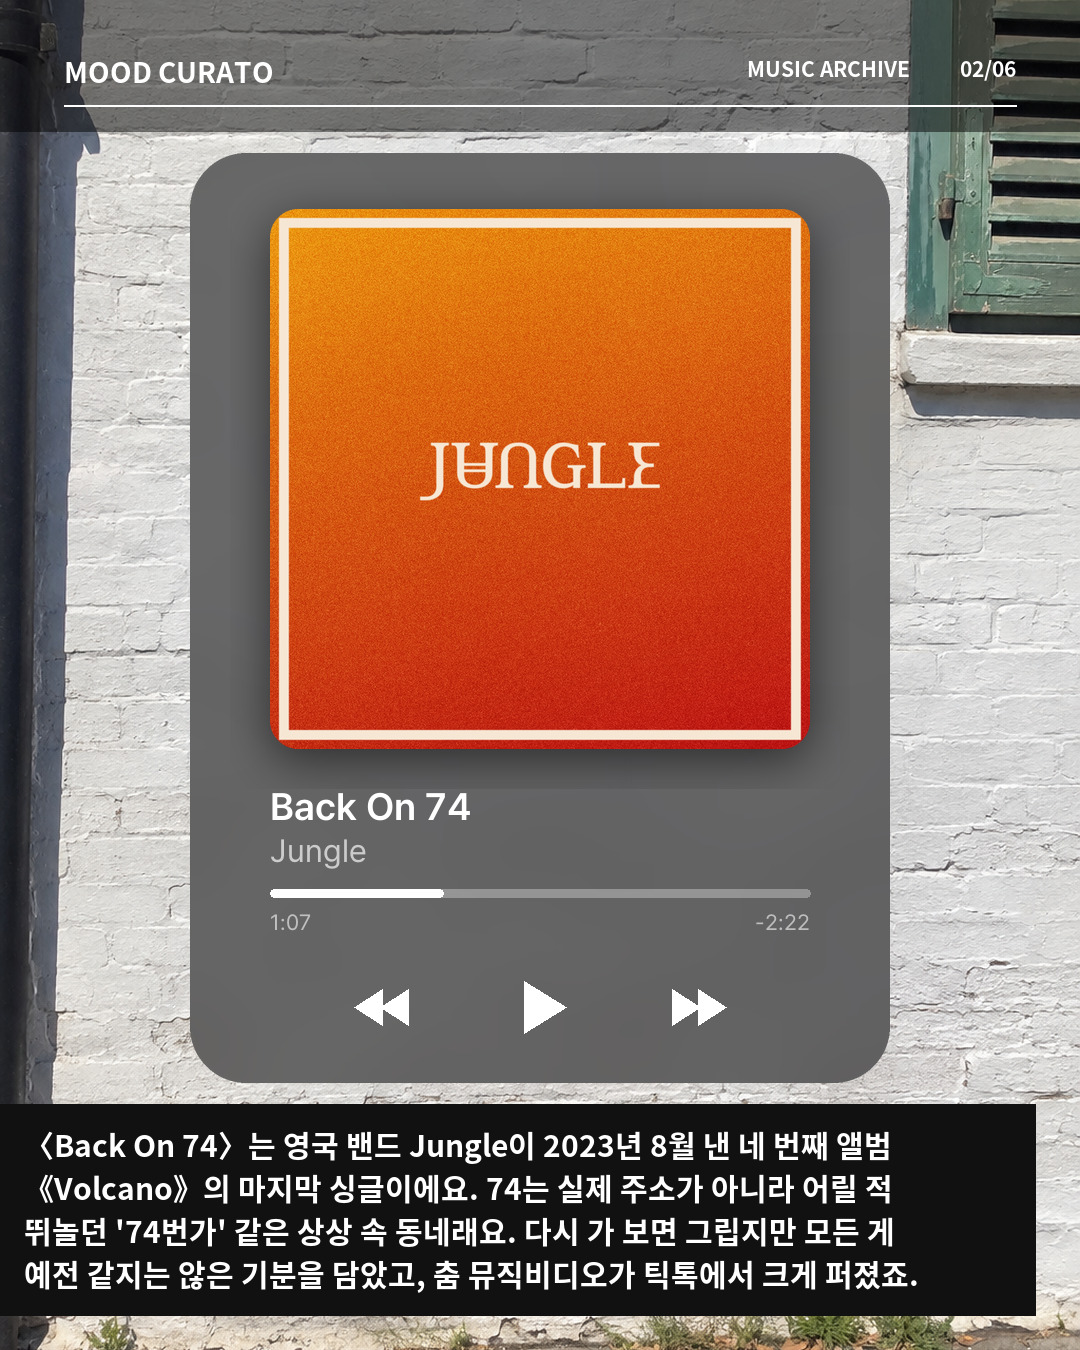 MOOD CURATO
MUSIC ARCHIVE 02/06
JUNGLE
Back On 74
Jungle
1:07 -2:22
〈Back On 74〉는 영국 밴드 Jungle이 2023년 8월 낸 네 번째 앨범
《Volcano》의 마지막 싱글이에요. 74는 실제 주소가 아니라 어릴 적
뛰놀던 '74번가' 같은 상상 속 동네래요. 다시 가 보면 그립지만 모든 게
예전 같지는 않은 기분을 담았고, 춤 뮤직비디오가 틱톡에서 크게 퍼졌죠.